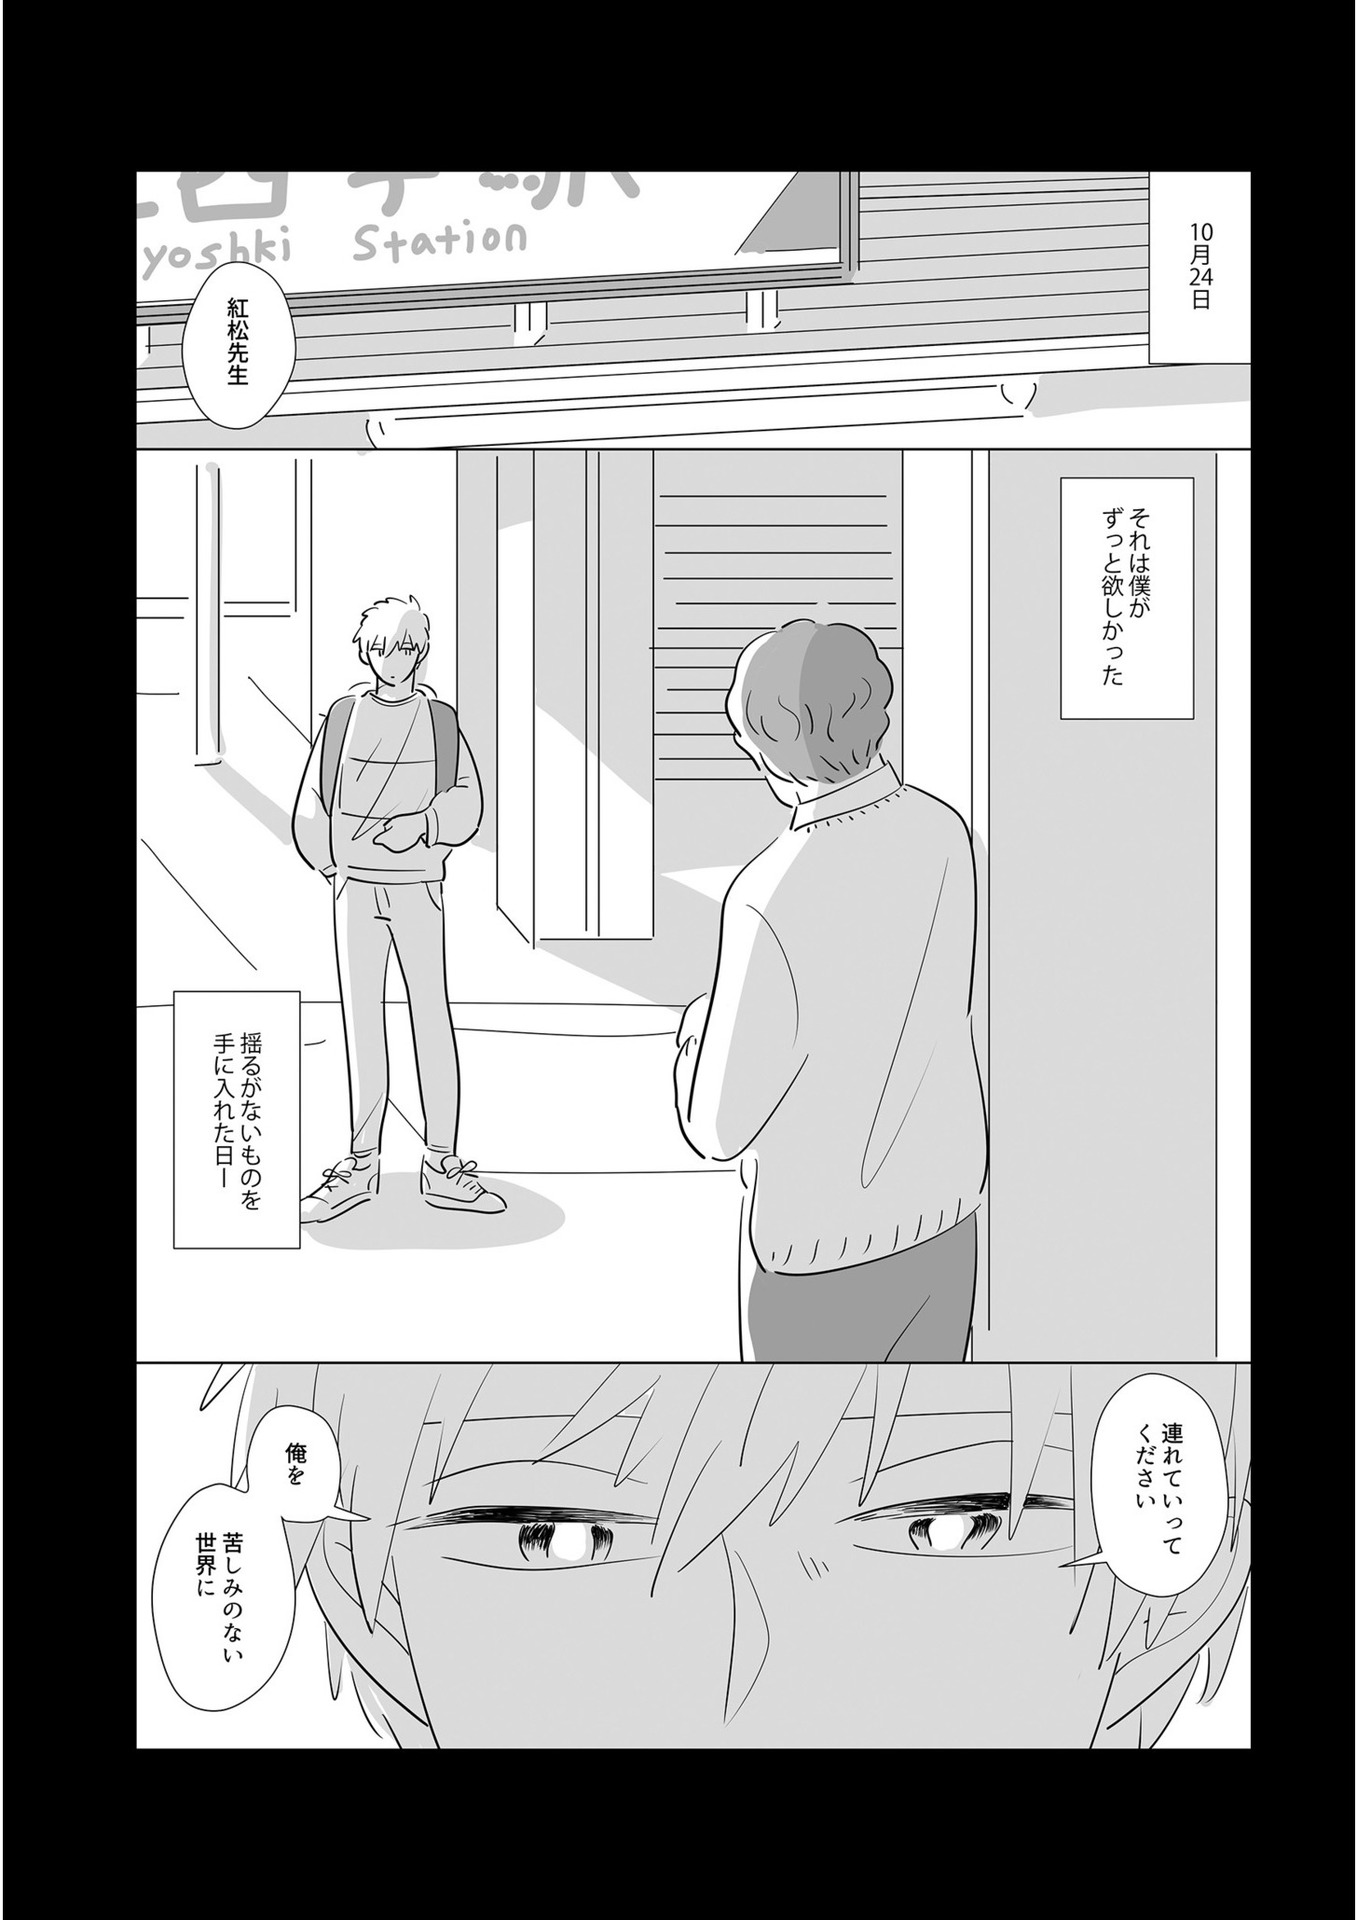 10月24日
yoshki Station
紅松先生
それは僕が
ずっと欲しかった
揺るがないものを
手に入れた日ー
連れていって
ください
俺を
苦しみのない
世界に